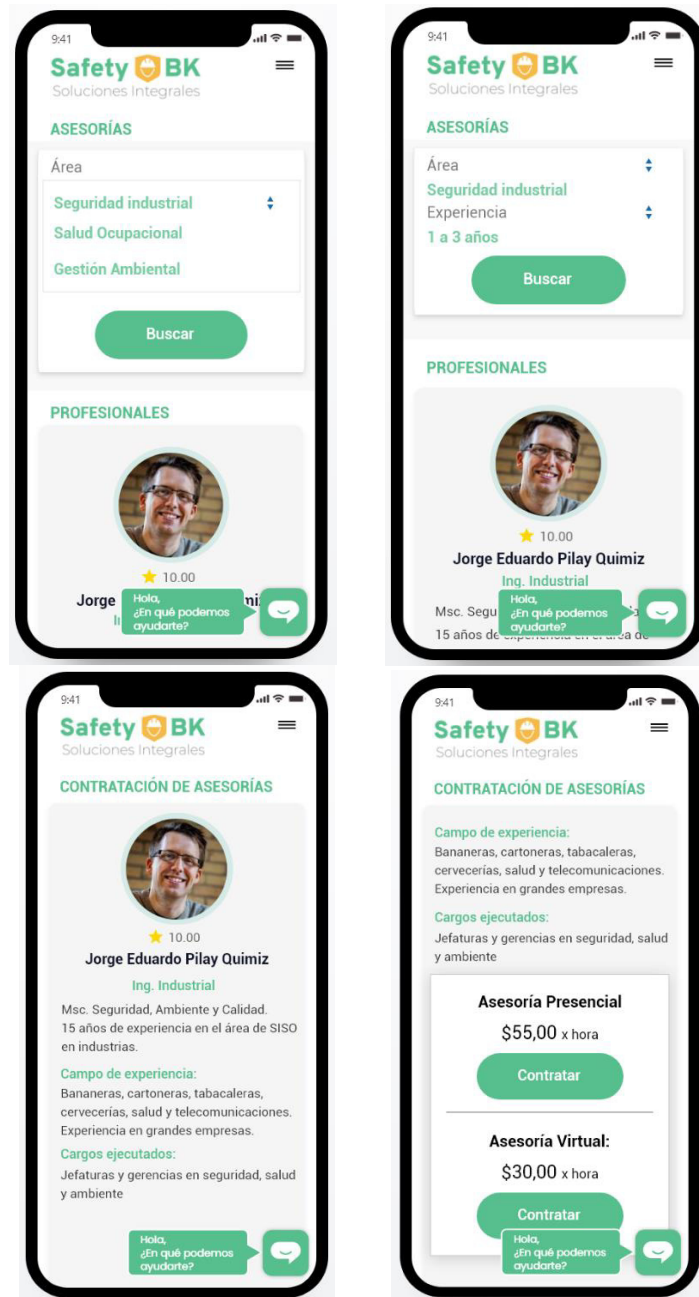 9:41
Safety BK
Soluciones Integrales
ASESORÍAS
Área
Seguridad industrial
Salud Ocupacional
Gestión Ambiental
Buscar
PROFESIONALES
10.00
Jorge
Hola,
¿En qué podemos
ayudarte?
9:41
Safety BK
Soluciones Integrales
ASESORÍAS
Área
Seguridad industrial
Experiencia
1 a 3 años
Buscar
PROFESIONALES
10.00
Jorge Eduardo Pilay Quimiz
Ing. Industrial
Msc. Segu
15 años de experiencia en el área de
Hola,
¿En qué podemos
ayudarte?
9:41
Safety BK
Soluciones Integrales
CONTRATACIÓN DE ASESORÍAS
10.00
Jorge Eduardo Pilay Quimiz
Ing. Industrial
Msc. Seguridad, Ambiente y Calidad.
15 años de experiencia en el área de SISO
en industrias.
Campo de experiencia:
Bananeras, cartoneras, tabacaleras,
cervecerías, salud y telecomunicaciones.
Experiencia en grandes empresas.
Cargos ejecutados:
Jefaturas y gerencias en seguridad, salud
y ambiente
Hola,
¿En qué podemos
ayudarte?
9:41
Safety BK
Soluciones Integrales
CONTRATACIÓN DE ASESORÍAS
Campo de experiencia:
Bananeras, cartoneras, tabacaleras,
cervecerías, salud y telecomunicaciones.
Experiencia en grandes empresas.
Cargos ejecutados:
Jefaturas y gerencias en seguridad, salud
y ambiente
Asesoría Presencial
$55,00 x hora
Contratar
Asesoría Virtual:
$30,00 x hora
Contratar
Hola,
¿En qué podemos
ayudarte?